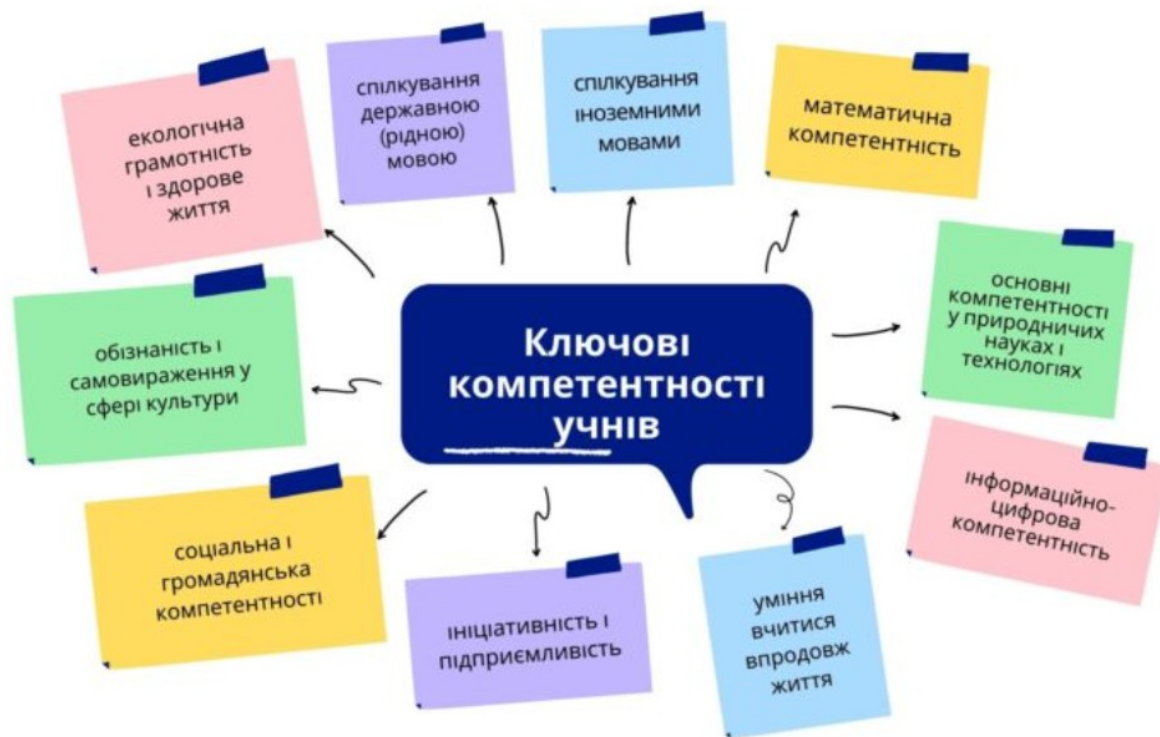 екологічна
грамотність
і здорове
життя
спілкування
державною
(рідною)
мовою
спілкування
іноземними
мовами
математична
компетентність
основні
компетентності
у природничих
науках і
технологіях
Ключові
компетентності
учнів
обізнаність і
самовираження у
сфері культури
інформаційно-
цифрова
компетентність
соціальна і
громадянська
компетентності
ініціативність і
підприємливість
уміння
вчитися
впродовж
життя